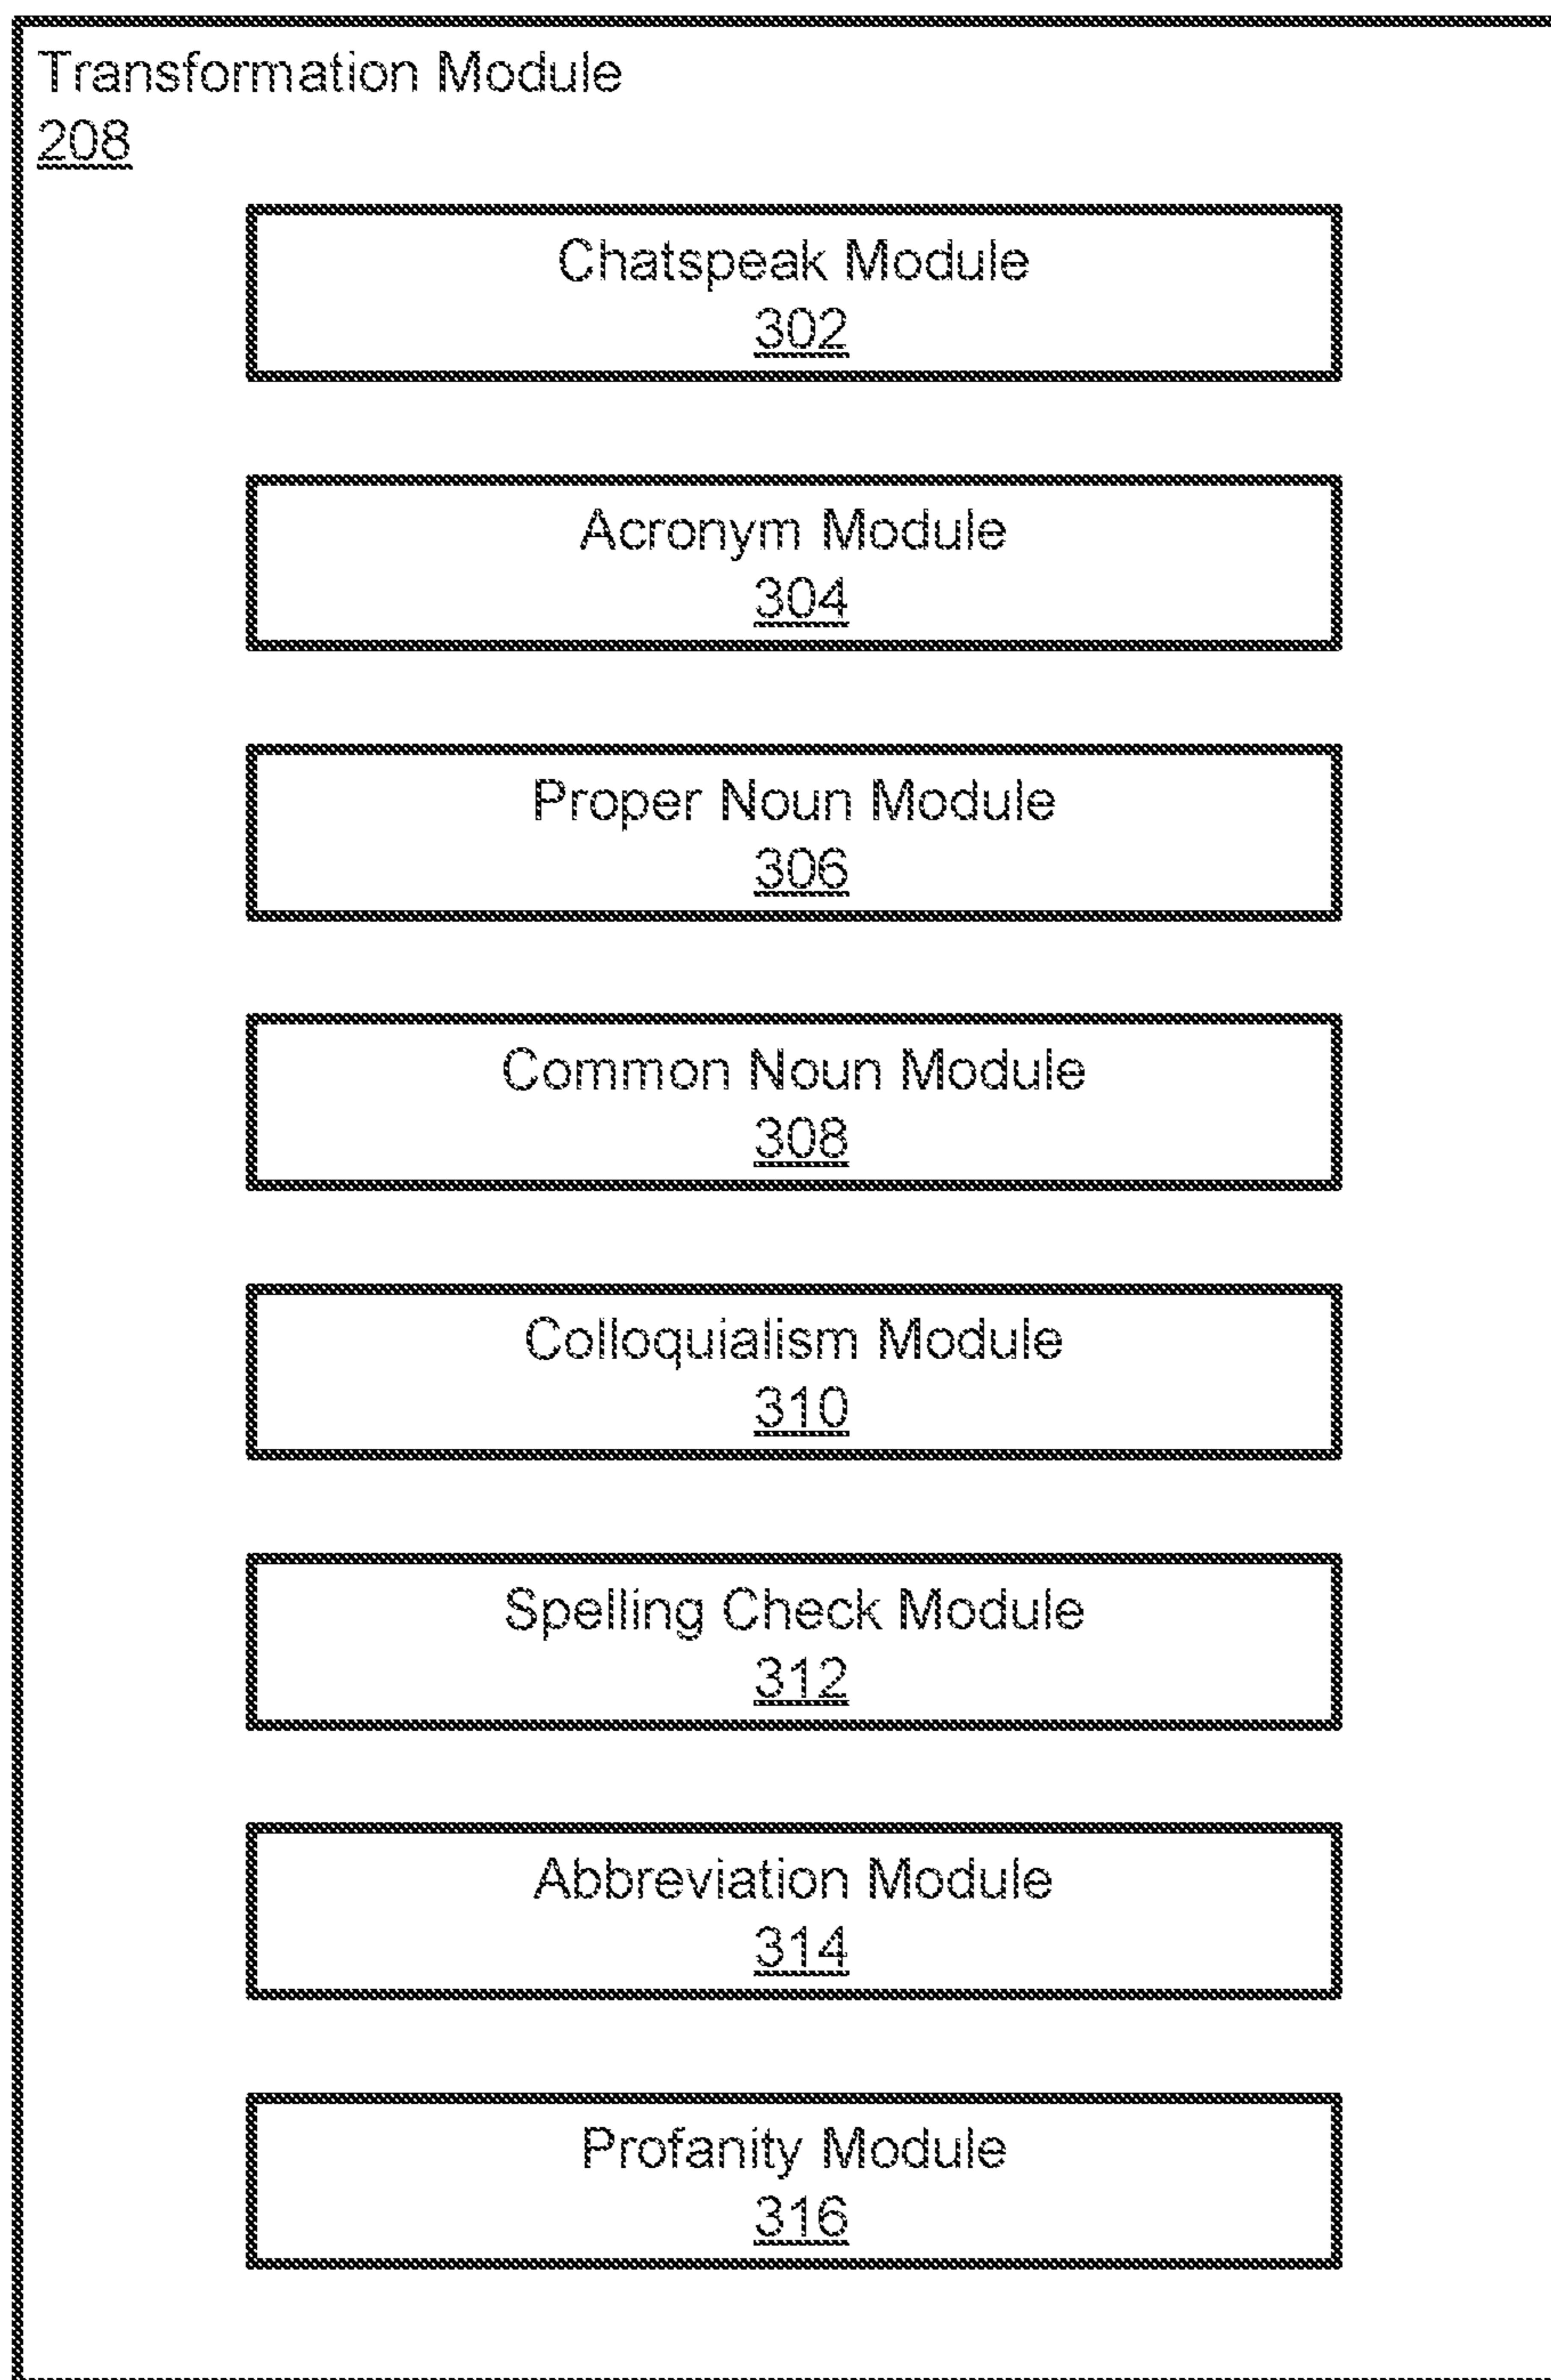 Transformation Module
208
Chatspeak Module
302
Acronym Module
304
Proper Noun Module
306
Common Noun Module
308
Colloquialism Module
310
Spelling Check Module
312
Abbreviation Module
314
Profanity Module
316